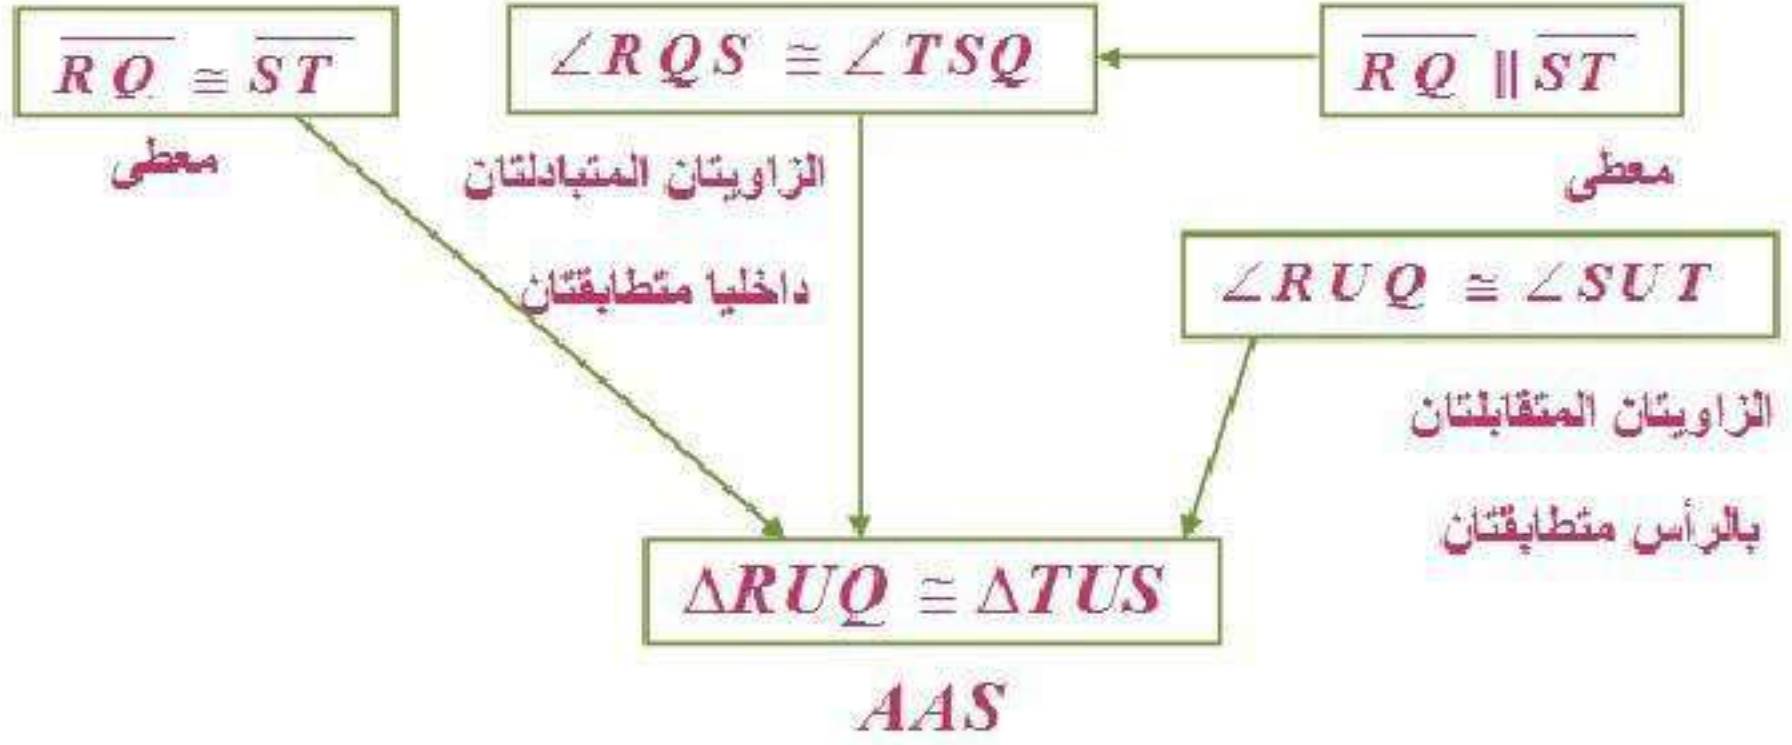 RQ ≅ ST
معطى
∠RQS ≅ ∠TSQ
الزاويتان المتبادلتان
داخليا متطابقتان
RQ || ST
معطى
∠RUQ ≅ ∠SUT
الزاويتان المتقابلتان
بالرأس متطابقتان
ΔRUQ ≅ ΔTUS
AAS